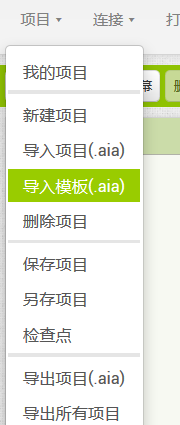 项目 连接 打
我的项目
新建项目
幕 删
导入项目(.aia)
导入模板(.aia)
删除项目
保存项目
另存项目
检查点
导出项目(.aia)
导出所有项目